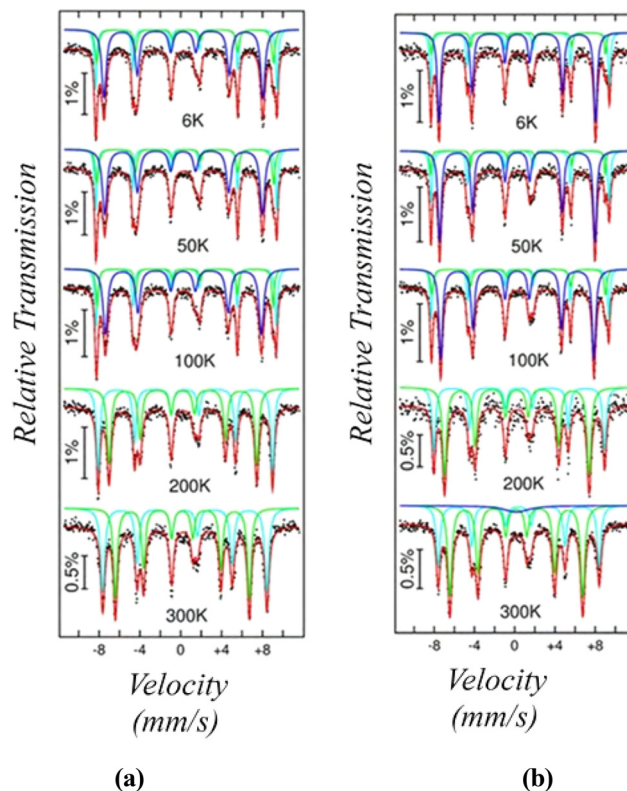 Relative Transmission
1%
6K
1%
50K
1%
100K
1%
200K
0.5%
300K
-8 -4 0 +4 +8
Velocity
(mm/s)
(a)
Relative Transmission
1%
6K
1%
50K
1%
100K
0.5%
200K
0.5%
300K
-8 -4 0 +4 +8
Velocity
(mm/s)
(b)